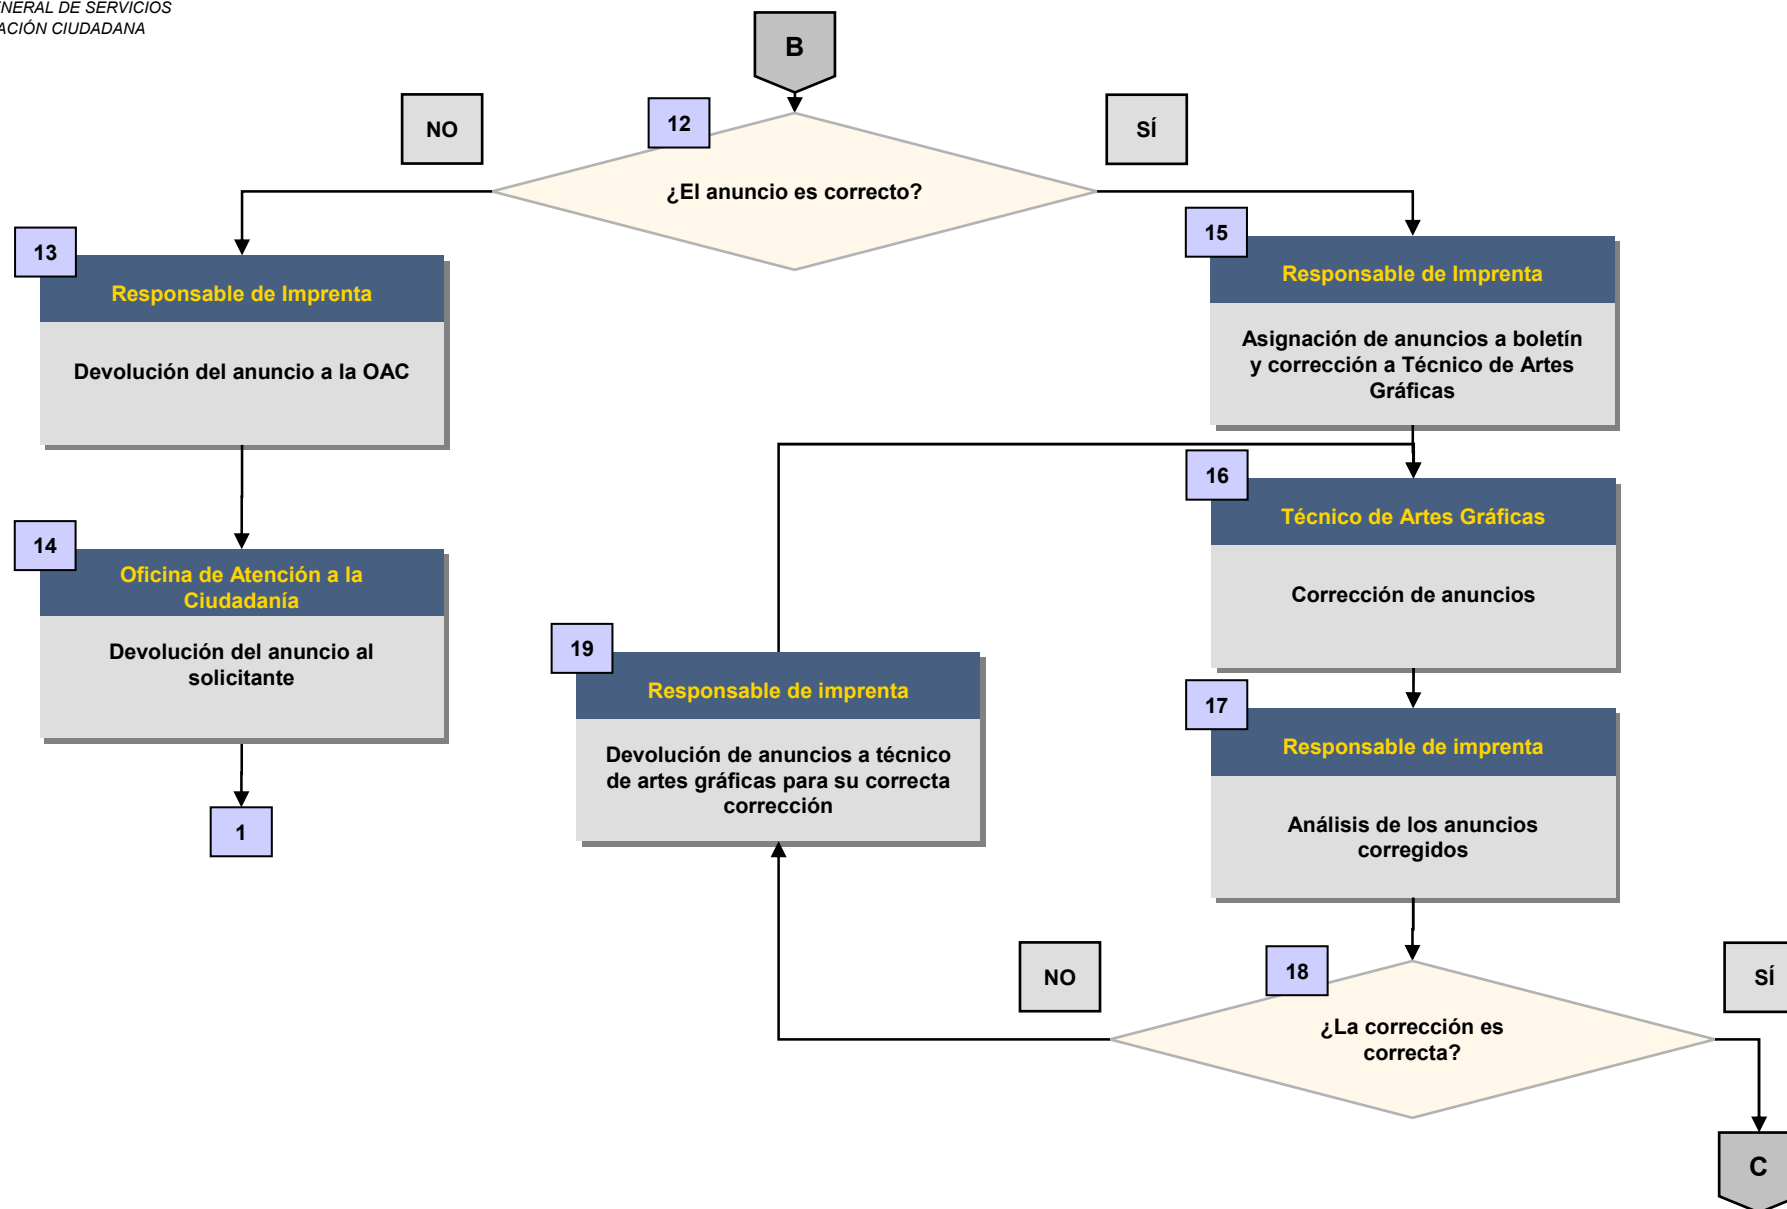 DE SERVICIOS
CIUDADANA
B
NO
12
SÍ
¿El anuncio es correcto?
13
Responsable de Imprenta
Devolución del anuncio a la OAC
15
Responsable de Imprenta
Asignación de anuncios a boletín
y corrección a Técnico de Artes
Gráficas
14
Oficina de Atención a la
Ciudadanía
Devolución del anuncio al
solicitante
1
16
Técnico de Artes Gráficas
Corrección de anuncios
19
Responsable de imprenta
Devolución de anuncios a técnico
de artes gráficas para su correcta
corrección
17
Responsable de imprenta
Análisis de los anuncios
corregidos
NO
18
SÍ
¿La corrección es
correcta?
C